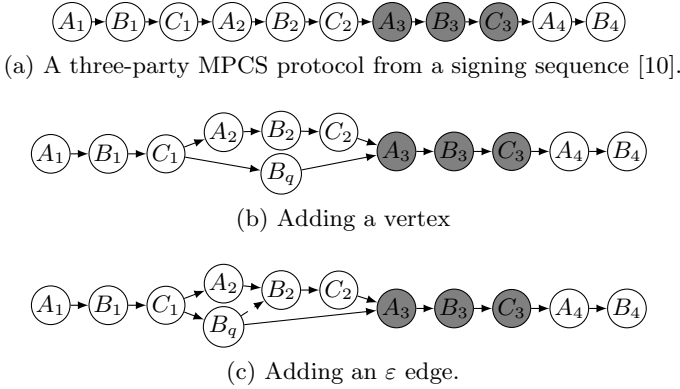 A₁ B₁ C₁ A₂ B₂ C₂ A₃ B₃ C₃ A₄ B₄
(a) A three-party MPCS protocol from a signing sequence [10].
A₂ B₂ C₂
A₁ B₁ C₁ A₃ B₃ C₃ A₄ B₄
B_q
(b) Adding a vertex
A₂ B₂ C₂
A₁ B₁ C₁ A₃ B₃ C₃ A₄ B₄
B_q
(c) Adding an ε edge.